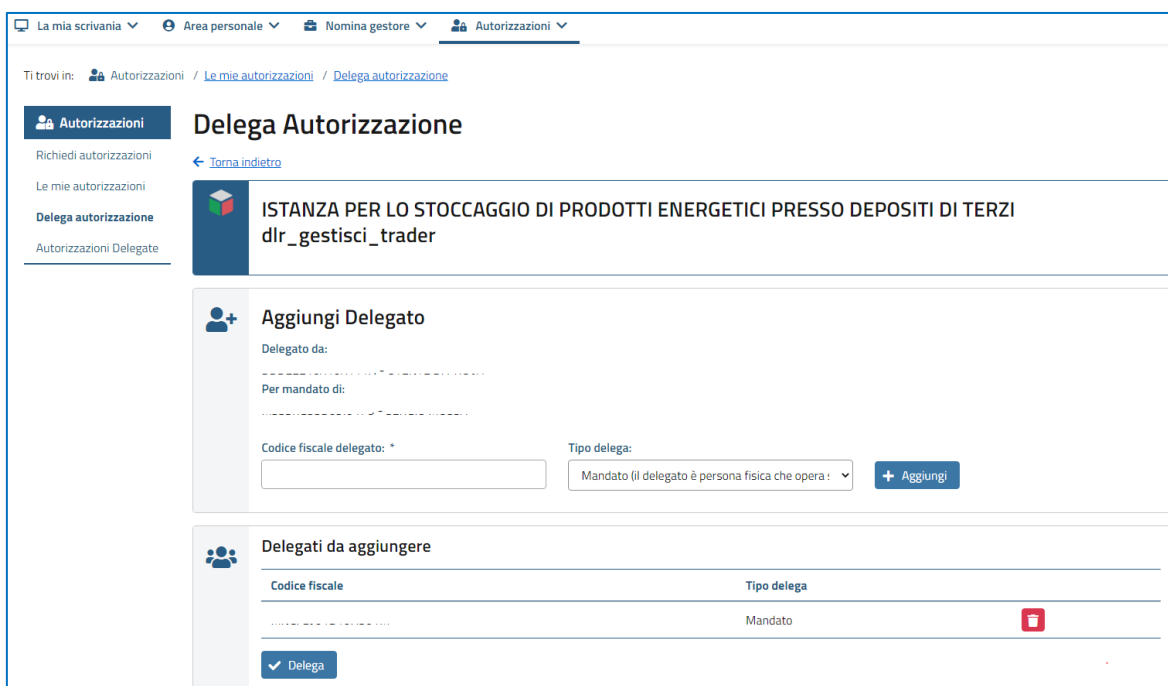 La mia scrivania Area personale Nomina gestore Autorizzazioni
Ti trovi in: Autorizzazioni / Le mie autorizzazioni / Delega autorizzazione
Autorizzazioni
Richiedi autorizzazioni
Le mie autorizzazioni
Delega autorizzazione
Autorizzazioni Delegate
Delega Autorizzazione
Torna indietro
ISTANZA PER LO STOCCAGGIO DI PRODOTTI ENERGETICI PRESSO DEPOSITI DI TERZI
dlr_gestisci_trader
Aggiungi Delegato
Delegato da:
Per mandato di:
Codice fiscale delegato: * Tipo delega:
Mandato (il delegato è persona fisica che opera + Aggiungi
Delegati da aggiungere
Codice fiscale Tipo delega
Mandato
Delega